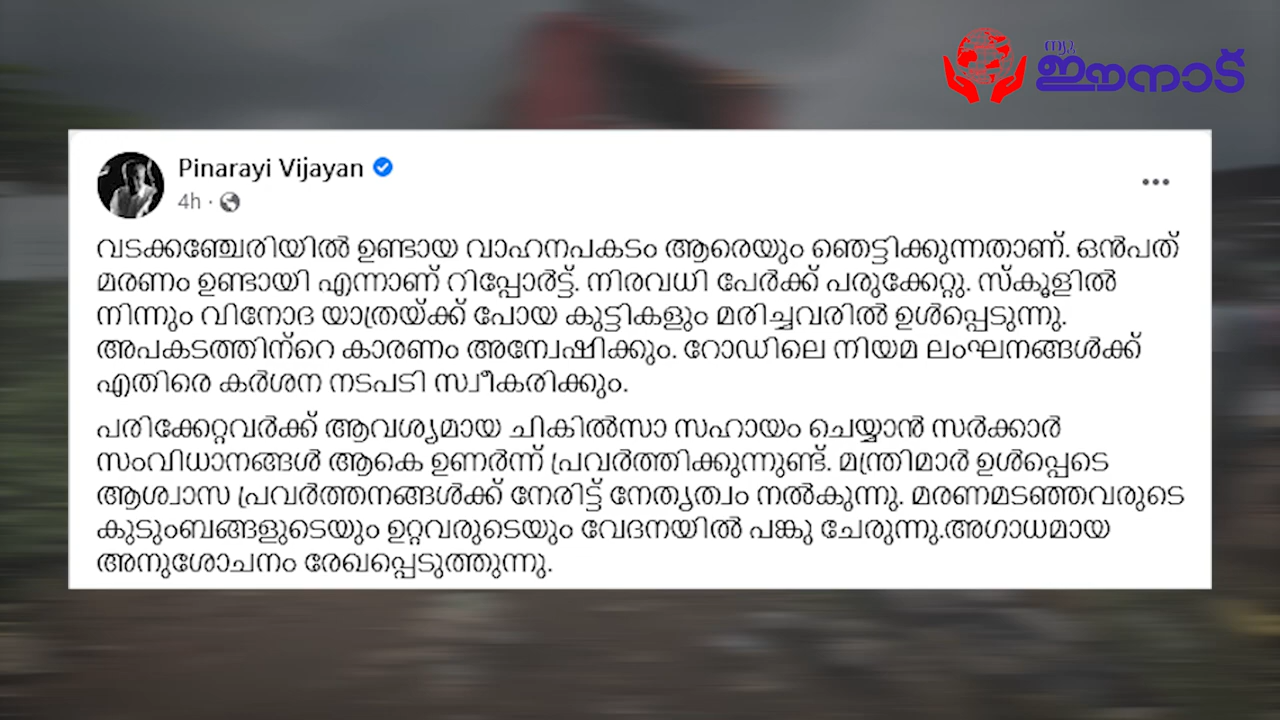 ന്യൂ
ഈനാട്
Pinarayi Vijayan
4h ·
വടക്കഞ്ചേരിയിൽ ഉണ്ടായ വാഹനപകടം ആരെയും ഞെട്ടിക്കുന്നതാണ്. ഒൻപത്
മരണം ഉണ്ടായി എന്നാണ് റിപ്പോർട്ട്. നിരവധി പേർക്ക് പരുക്കേറ്റു. സ്കൂളിൽ
നിന്നും വിനോദ യാത്രയ്ക്ക് പോയ കുട്ടികളും മരിച്ചവരിൽ ഉൾപ്പെടുന്നു.
അപകടത്തിന്റെ കാരണം അന്വേഷിക്കും. റോഡിലെ നിയമ ലംഘനങ്ങൾക്ക്
എതിരെ കർശന നടപടി സ്വീകരിക്കും.
പരിക്കേറ്റവർക്ക് ആവശ്യമായ ചികിൽസാ സഹായം ചെയ്യാൻ സർക്കാർ
സംവിധാനങ്ങൾ ആകെ ഉണർന്ന് പ്രവർത്തിക്കുന്നുണ്ട്. മന്ത്രിമാർ ഉൾപ്പെടെ
ആശ്വാസ പ്രവർത്തനങ്ങൾക്ക് നേരിട്ട് നേതൃത്വം നൽകുന്നു. മരണമടഞ്ഞവരുടെ
കുടുംബങ്ങളുടെയും ഉറ്റവരുടെയും വേദനയിൽ പങ്കു ചേരുന്നു.അഗാധമായ
അനുശോചനം രേഖപ്പെടുത്തുന്നു.